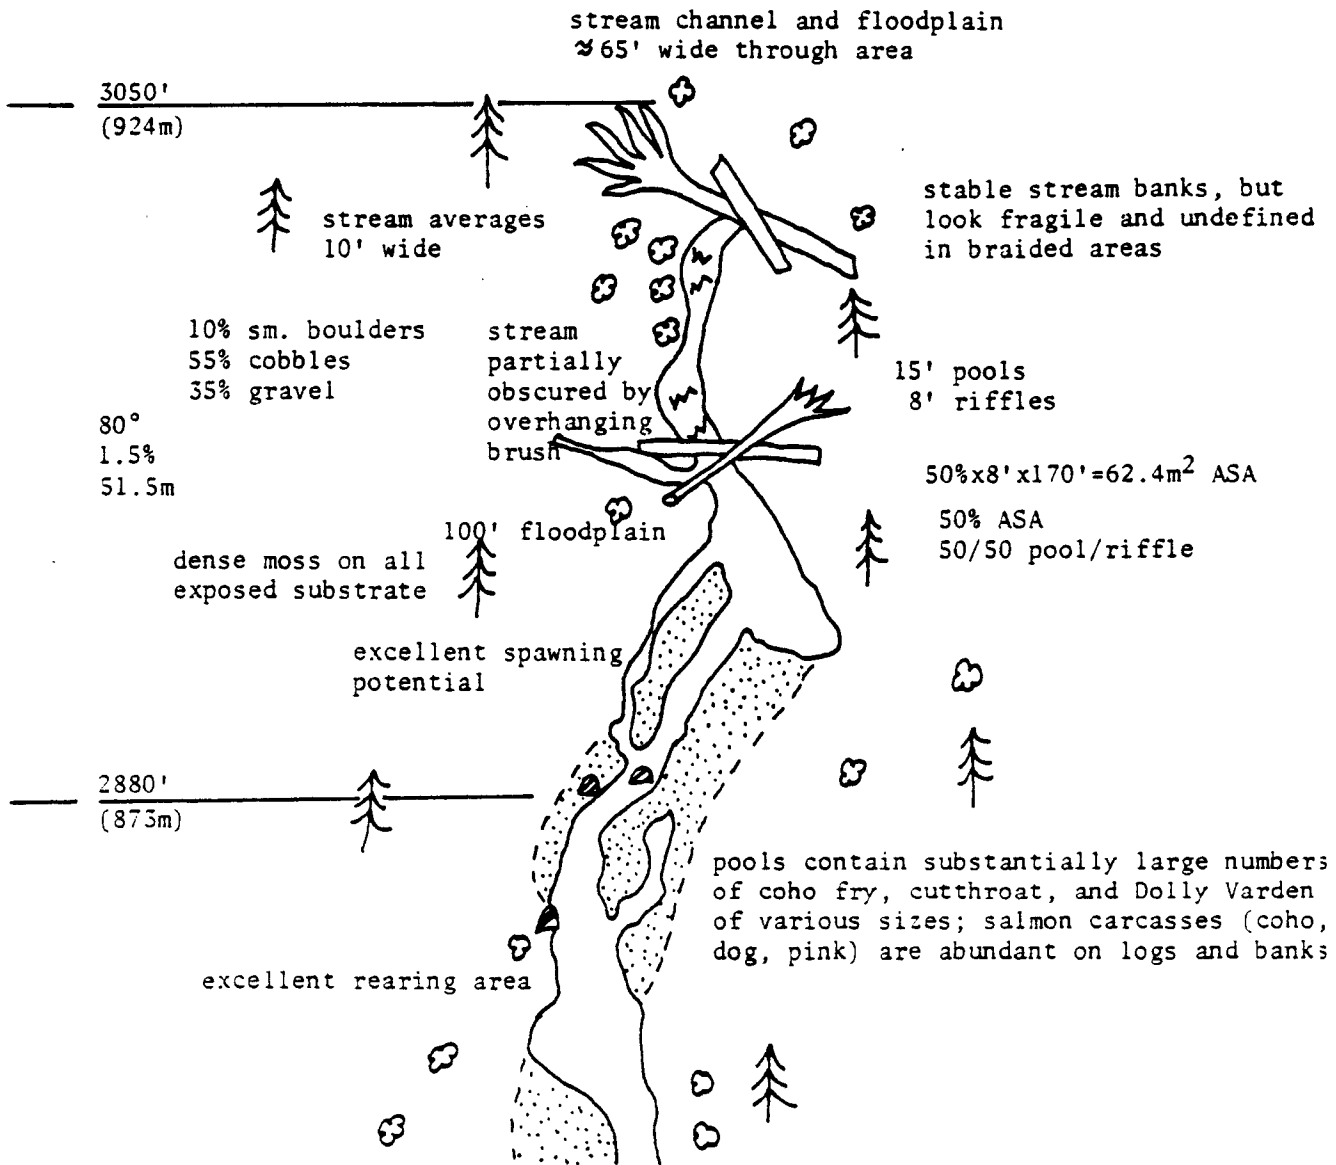 stream channel and floodplain
≈65' wide through area
3050'
(924m)
stream averages
10' wide
stable stream banks, but
look fragile and undefined
in braided areas
10% sm. boulders
55% cobbles
35% gravel
stream
partially
obscured by
overhanging
brush
15' pools
8' riffles
80°
1.5%
51.5m
50%x8'x170'=62.4m² ASA
50% ASA
50/50 pool/riffle
100' floodplain
dense moss on all
exposed substrate
excellent spawning
potential
2880'
(873m)
pools contain substantially large numbers
of coho fry, cutthroat, and Dolly Varden
of various sizes; salmon carcasses (coho,
dog, pink) are abundant on logs and banks
excellent rearing area